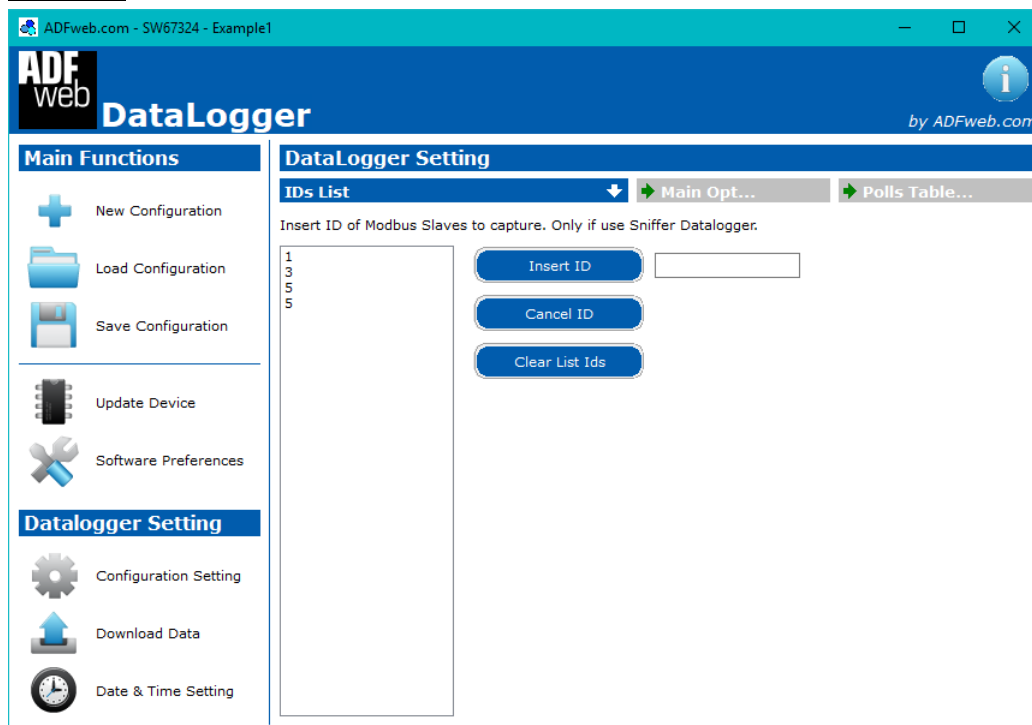 ADFweb.com - SW67324 - Example1
ADF
web
DataLogger
by ADFweb.com
Main Functions
New Configuration
Load Configuration
Save Configuration
Update Device
Software Preferences
Datalogger Setting
Configuration Setting
Download Data
Date & Time Setting
DataLogger Setting
IDs List
Main Opt...
Polls Table...
Insert ID of Modbus Slaves to capture. Only if use Sniffer Datalogger.
1
3
5
5
Insert ID
Cancel ID
Clear List Ids